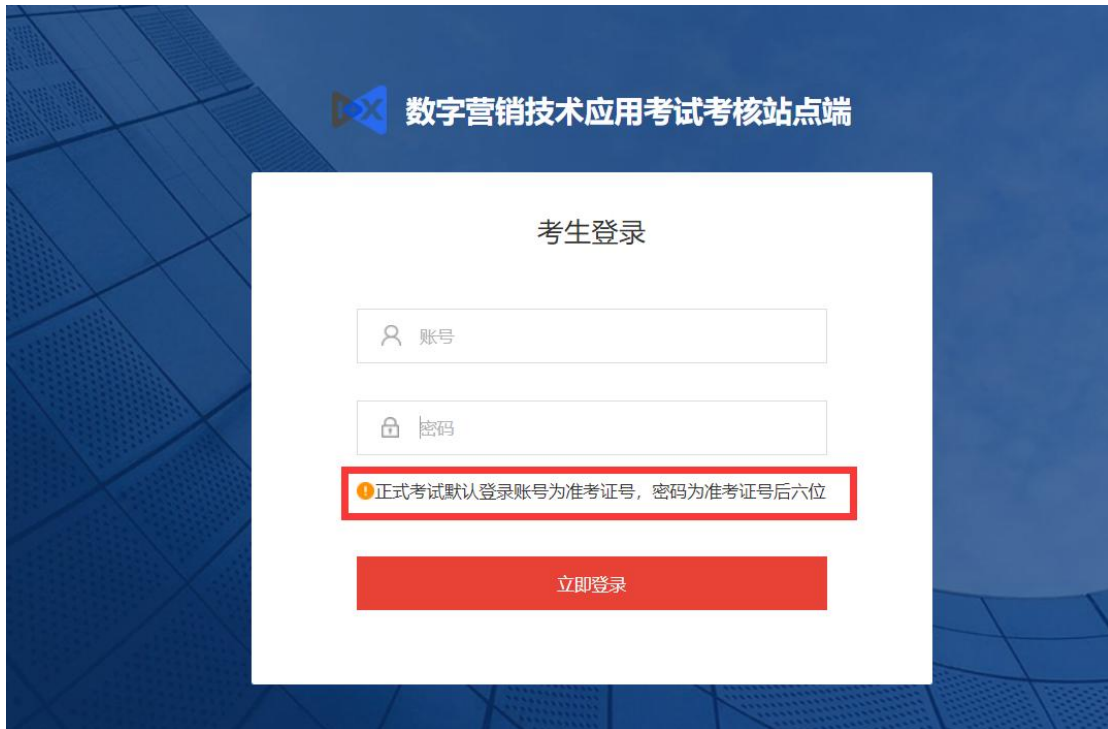 数字营销技术应用考试考核站点端
考生登录
账号
密码
正式考试默认登录账号为准考证号，密码为准考证号后六位
立即登录